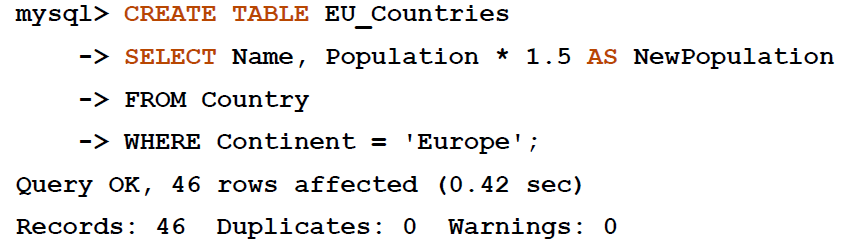 mysql> CREATE TABLE EU_Countries
    -> SELECT Name, Population * 1.5 AS NewPopulation
    -> FROM Country
    -> WHERE Continent = 'Europe';
Query OK, 46 rows affected (0.42 sec)
Records: 46  Duplicates: 0  Warnings: 0